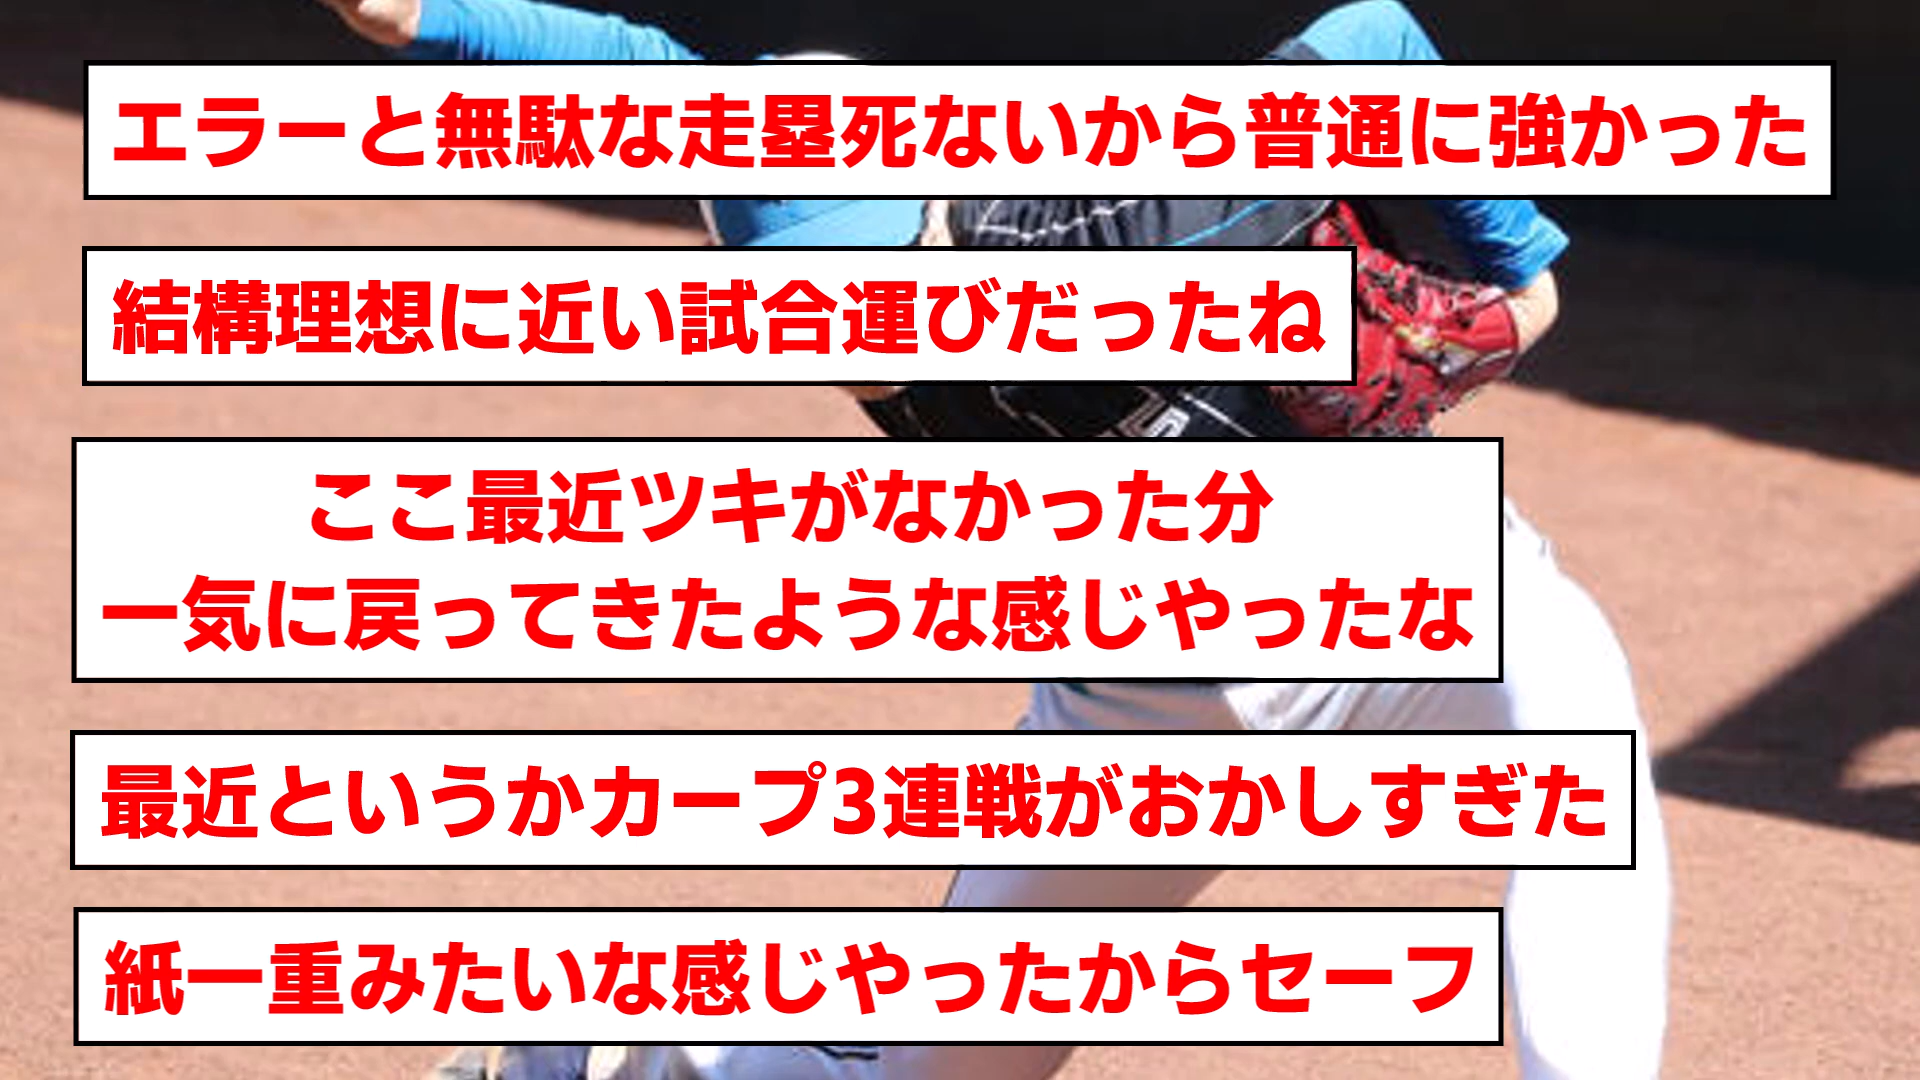 エラーと無駄な走塁死ないから普通に強かった
結構理想に近い試合運びだったね
ここ最近ツキがなかった分
一気に戻ってきたような感じやったな
最近というかカープ3連戦がおかしすぎた
紙一重みたいな感じやったからセーフ